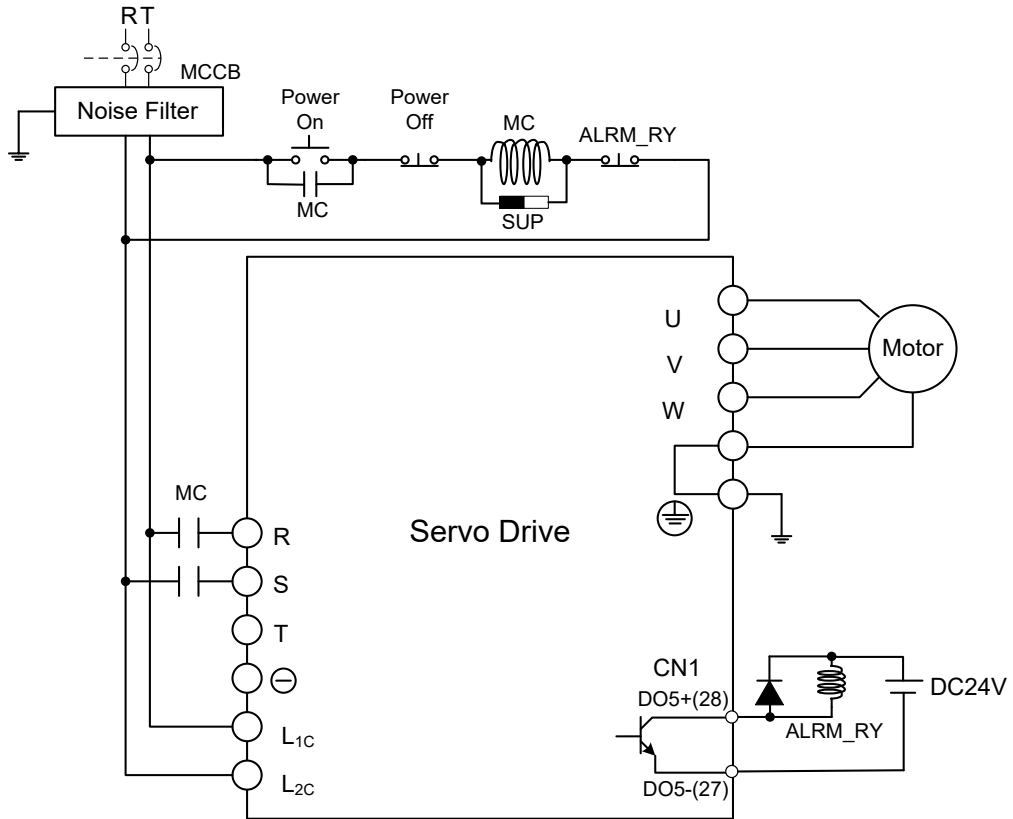 R T
MCCB
Noise Filter
Power
On
Power
Off
MC
ALRM_RY
MC
SUP
U
V
W
Motor
MC
R
S
T
Servo Drive
L1C
L2C
CN1
DO5+(28)
DO5-(27)
ALRM_RY
DC24V